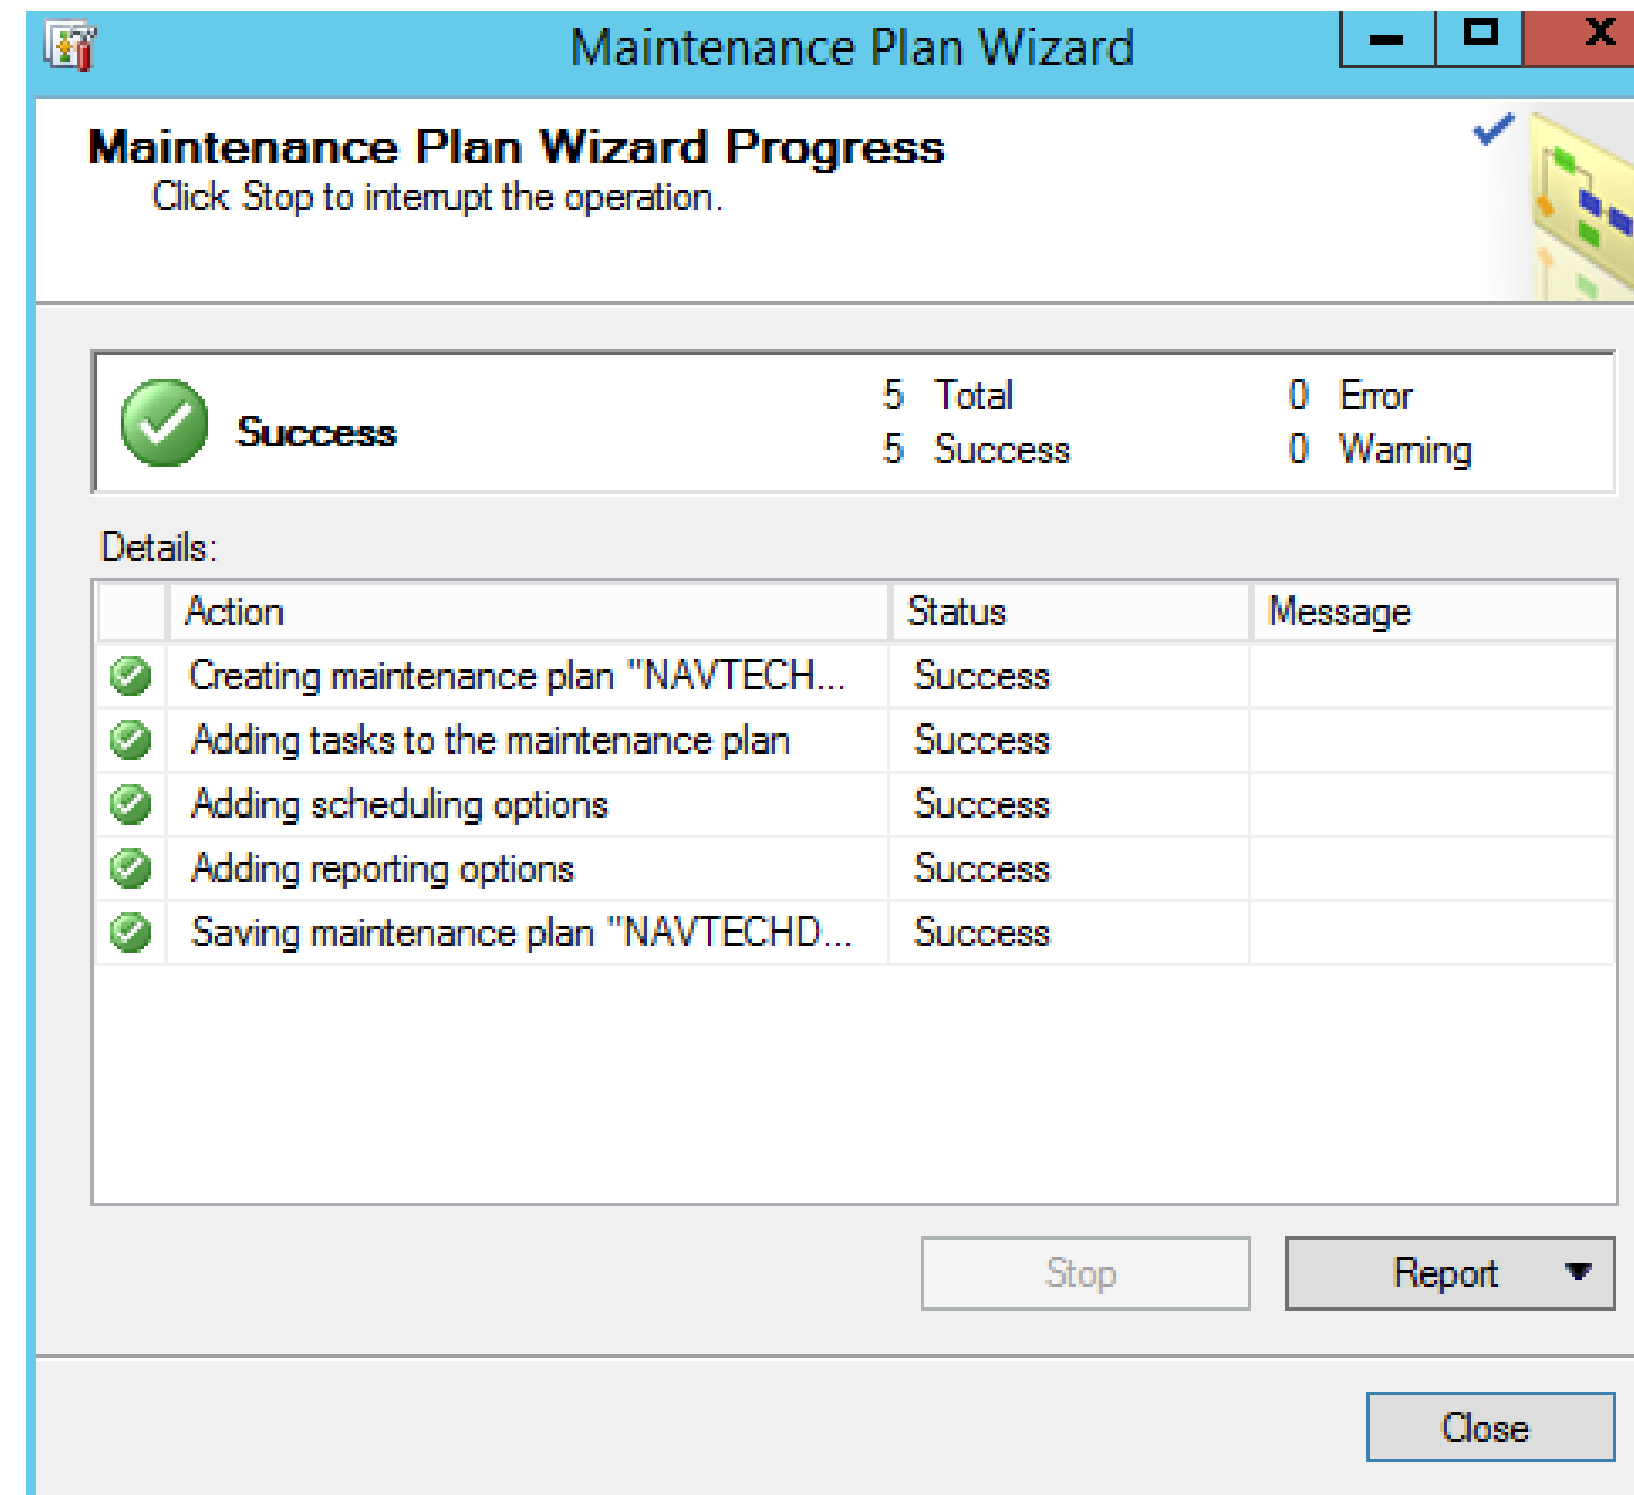 Maintenance Plan Wizard
Maintenance Plan Wizard Progress
Click Stop to interrupt the operation.
Success
5 Total 0 Error
5 Success 0 Warning
Details:
Action Status Message
Creating maintenance plan "NAVTECH... Success
Adding tasks to the maintenance plan Success
Adding scheduling options Success
Adding reporting options Success
Saving maintenance plan "NAVTECHD... Success
Stop Report
Close